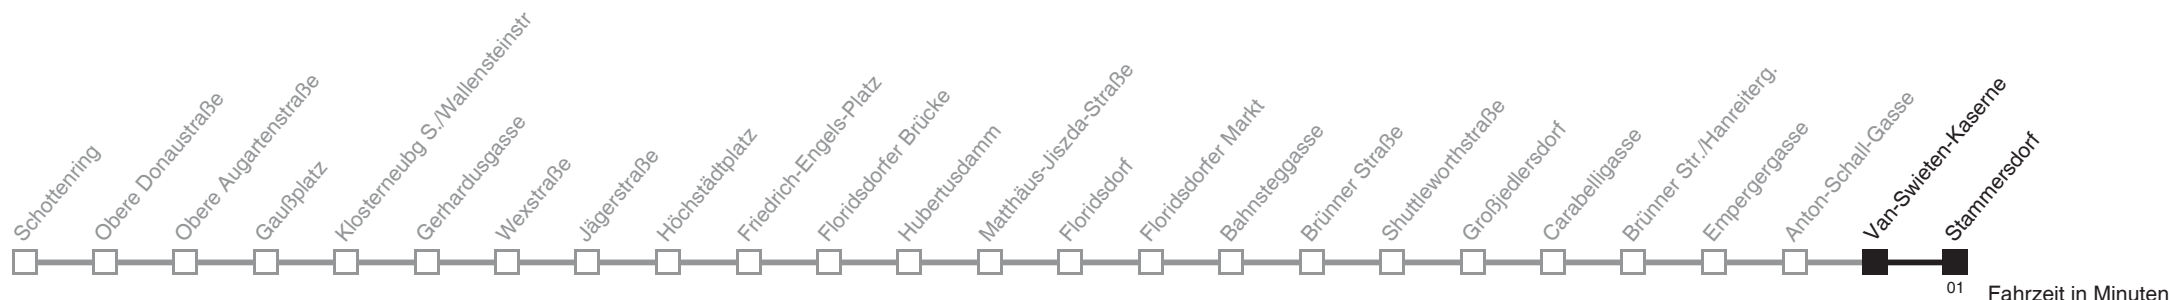 Schottenring
Obere Donaustraße
Obere Augartenstraße
Gaußplatz
Klosterneubg S./Wallensteinstr
Gerhardusgasse
Wexstraße
Jägerstraße
Höchstädtplatz
Friedrich-Engels-Platz
Floridsdorfer Brücke
Hubertusdamm
Matthäus-Jiszda-Straße
Floridsdorf
Floridsdorfer Markt
Bahnsteggasse
Brünner Straße
Shuttleworthstraße
Großjedlersdorf
Carabelligasse
Brünner Str./Hanreiterg.
Empergergasse
Anton-Schall-Gasse
Van-Swieten-Kaserne
Stammersdorf
01
Fahrzeit in Minuten